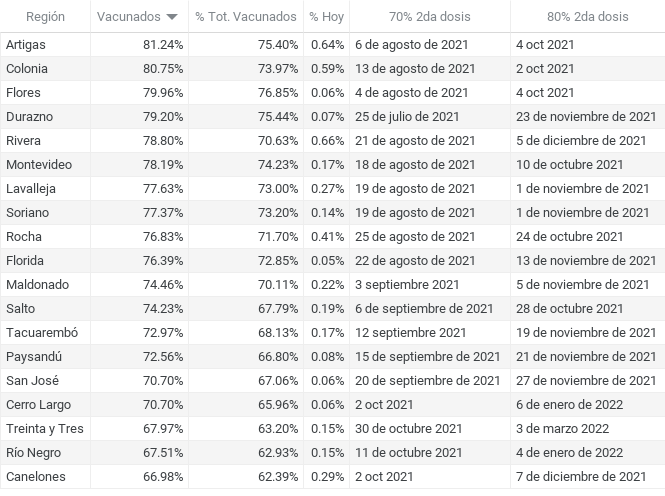 Región Vacunados % Tot. Vacunados % Hoy 70% 2da dosis 80% 2da dosis
Artigas 81.24% 75.40% 0.64% 6 de agosto de 2021 4 oct 2021
Colonia 80.75% 73.97% 0.59% 13 de agosto de 2021 2 oct 2021
Flores 79.96% 76.85% 0.06% 4 de agosto de 2021 4 oct 2021
Durazno 79.20% 75.44% 0.07% 25 de julio de 2021 23 de noviembre de 2021
Rivera 78.80% 70.63% 0.66% 21 de agosto de 2021 5 de diciembre de 2021
Montevideo 78.19% 74.23% 0.17% 18 de agosto de 2021 10 de octubre de 2021
Lavalleja 77.63% 73.00% 0.27% 19 de agosto de 2021 1 de noviembre de 2021
Soriano 77.37% 73.20% 0.14% 19 de agosto de 2021 1 de noviembre de 2021
Rocha 76.83% 71.70% 0.41% 25 de agosto de 2021 24 de octubre de 2021
Florida 76.39% 72.85% 0.05% 22 de agosto de 2021 13 de noviembre de 2021
Maldonado 74.46% 70.11% 0.22% 3 septiembre 2021 5 de noviembre de 2021
Salto 74.23% 67.79% 0.19% 6 de septiembre de 2021 28 de octubre de 2021
Tacuarembó 72.97% 68.13% 0.17% 12 septiembre 2021 19 de noviembre de 2021
Paysandú 72.56% 66.80% 0.08% 15 de septiembre de 2021 21 de noviembre de 2021
San José 70.70% 67.06% 0.06% 20 de septiembre de 2021 27 de noviembre de 2021
Cerro Largo 70.70% 65.96% 0.06% 2 oct 2021 6 de enero de 2022
Treinta y Tres 67.97% 63.20% 0.15% 30 de octubre de 2021 3 de marzo de 2022
Río Negro 67.51% 62.93% 0.15% 11 de octubre de 2021 4 de enero de 2022
Canelones 66.98% 62.39% 0.29% 2 oct 2021 7 de diciembre de 2021